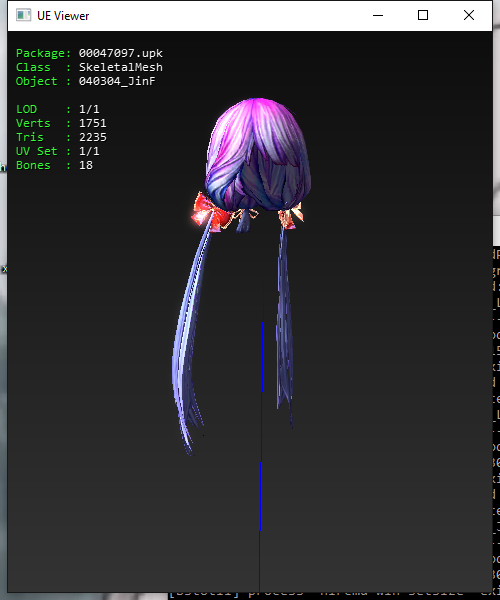 UE Viewer
Package: 00047097.upk
Class  : SkeletalMesh
Object : 040304_JinF
LOD    : 1/1
Verts  : 1751
Tris   : 2235
UV Set : 1/1
Bones  : 18